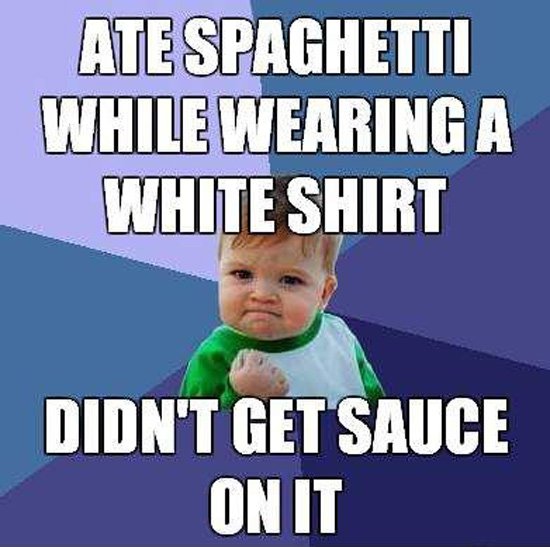 ATE SPAGHETTI
WHILE WEARING A
WHITE SHIRT
DIDN'T GET SAUCE
ON IT